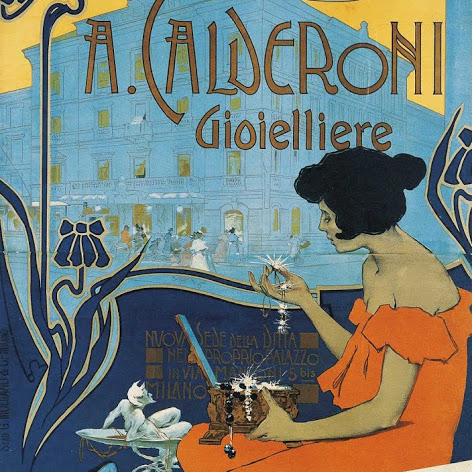 A. CALDERONI
Gioielliere
NUOVA SEDE DELLA DITTA
NEL PROPRIO PALAZZO
IN VIA
5 bis
MILANO